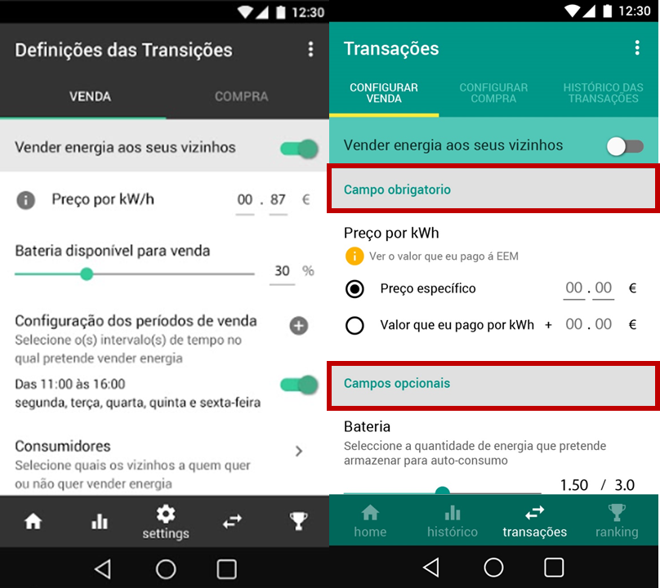 12:30
Definições das Transições
VENDA COMPRA
Vender energia aos seus vizinhos
Preço por kW/h 00 . 87 €
Bateria disponível para venda
30 %
Configuração dos períodos de venda
Selecione o(s) intervalo(s) de tempo no
qual pretende vender energia
Das 11:00 às 16:00
segunda, terça, quarta, quinta e sexta-feira
Consumidores
Selecione quais os vizinhos a quem quer
ou não quer vender energia
settings
12:30
Transações
CONFIGURAR
VENDA
CONFIGURAR
COMPRA
HISTÓRICO DAS
TRANSAÇÕES
Vender energia aos seus vizinhos
Campo obrigatorio
Preço por kWh
Ver o valor que eu pago á EEM
Preço específico 00 . 00 €
Valor que eu pago por kWh + 00 . 00 €
Campos opcionais
Bateria
Seleccione a quantidade de energia que pretende
armazenar para auto-consumo
1.50 / 3.0
home histórico transações ranking